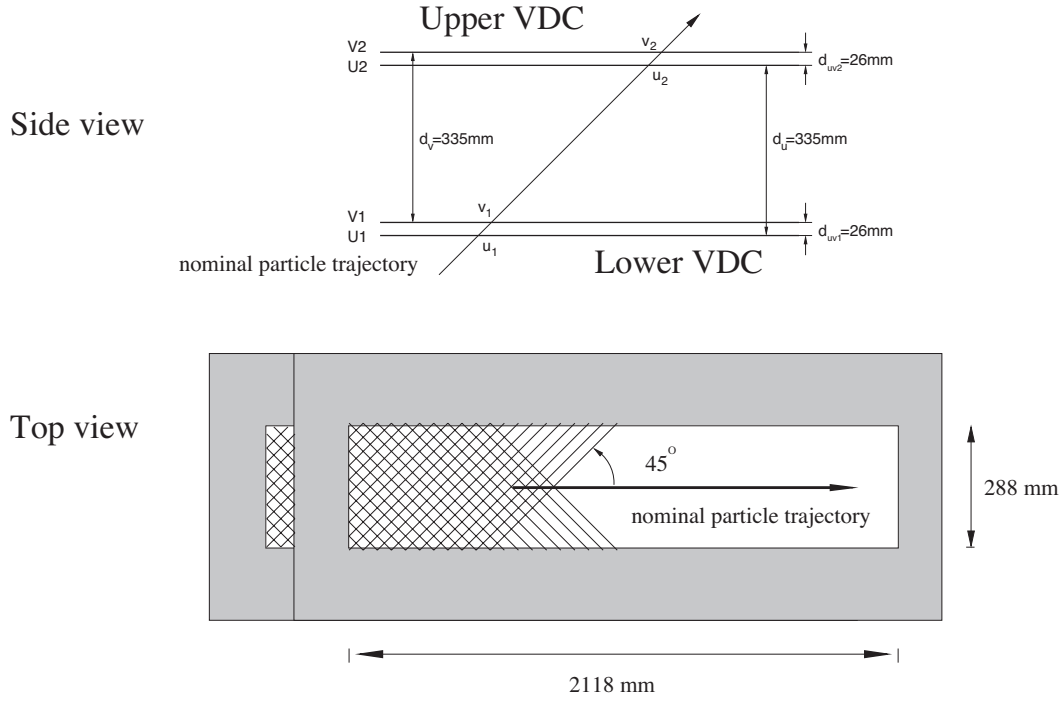 Upper VDC
V2
U2
v2
u2
d_uv2=26mm
Side view
d_v=335mm
d_u=335mm
V1
U1
v1
u1
d_uv1=26mm
nominal particle trajectory
Lower VDC
Top view
45°
nominal particle trajectory
288 mm
2118 mm